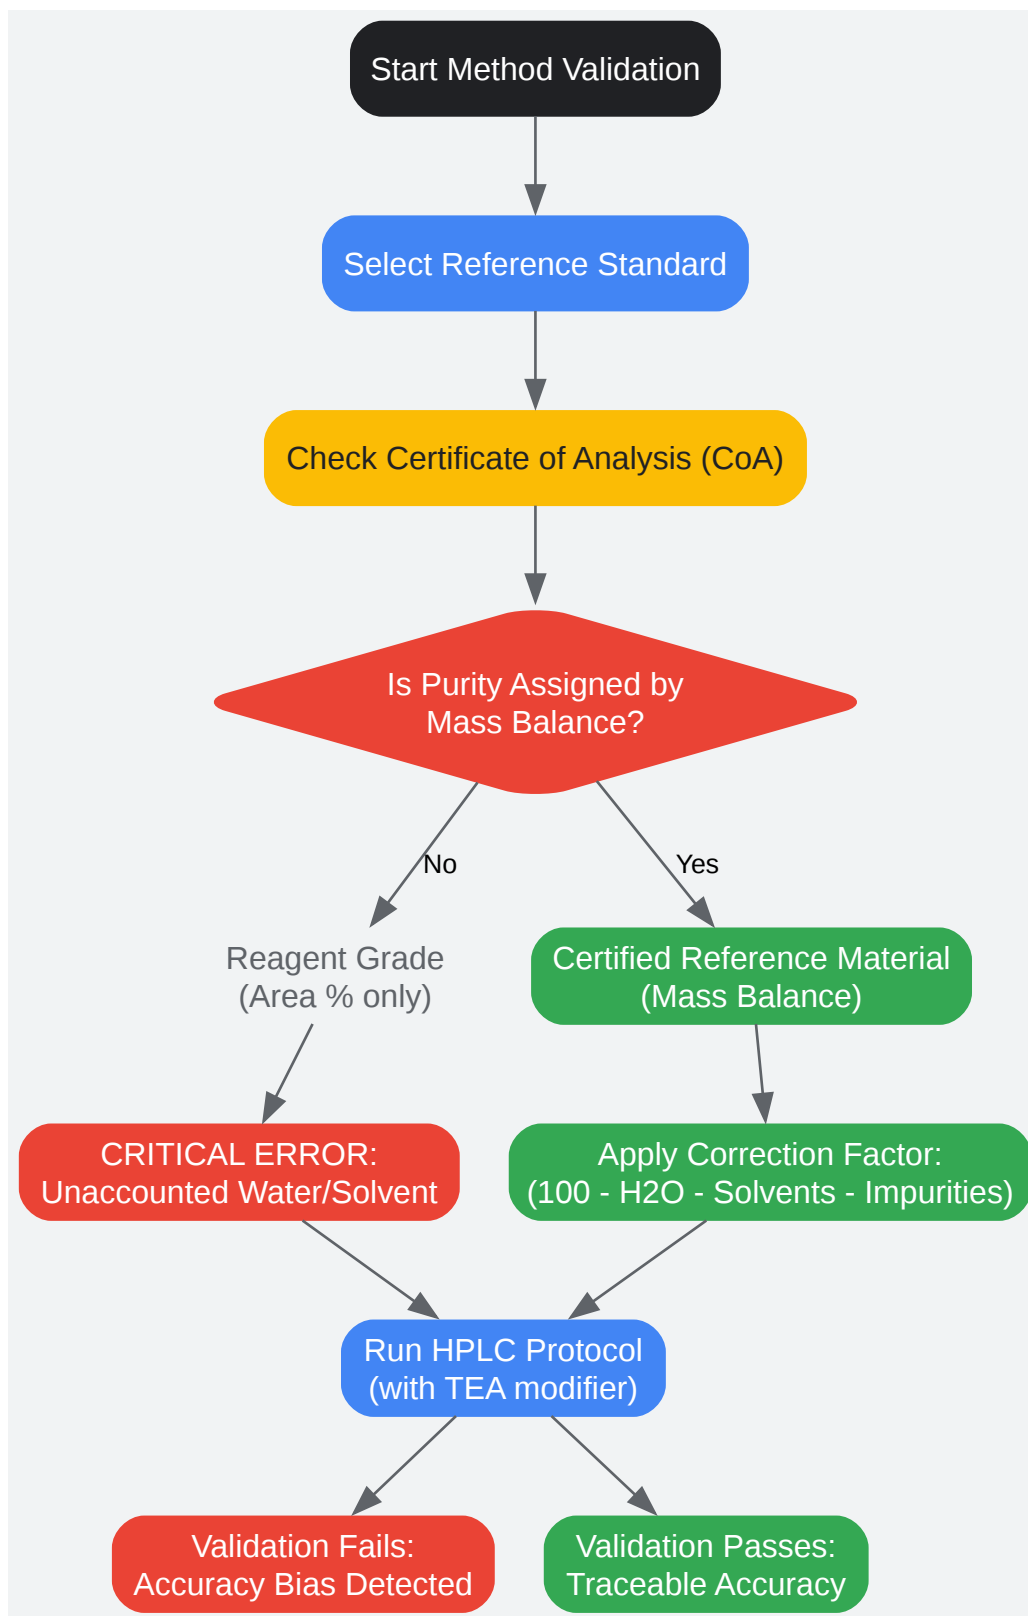 Start Method Validation
Select Reference Standard
Check Certificate of Analysis (CoA)
Is Purity Assigned by
Mass Balance?
No
Yes
Reagent Grade
(Area % only)
Certified Reference Material
(Mass Balance)
CRITICAL ERROR:
Unaccounted Water/Solvent
Apply Correction Factor:
(100 - H2O - Solvents - Impurities)
Run HPLC Protocol
(with TEA modifier)
Validation Fails:
Accuracy Bias Detected
Validation Passes:
Traceable Accuracy